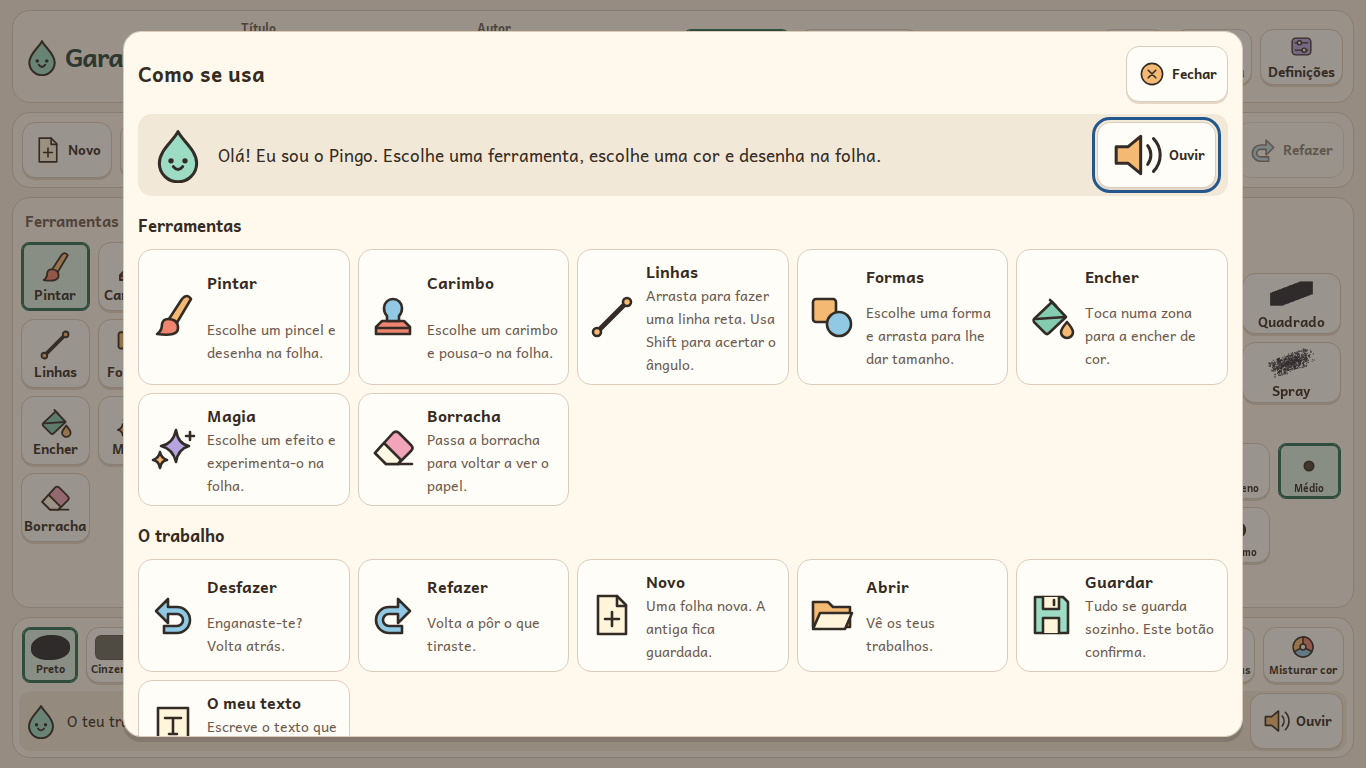 Título
Autor
Gara
Definições
Como se usa
Fechar
Novo
Olá! Eu sou o Pingo. Escolhe uma ferramenta, escolhe uma cor e desenha na folha.
Ouvir
Refazer
Ferramentas
Ferramentas
Pintar
Linhas
Encher
Borracha
Pintar
Escolhe um pincel e
desenha na folha.
Carimbo
Escolhe um carimbo
e pousa-o na folha.
Linhas
Arrasta para fazer
uma linha reta. Usa
Shift para acertar o
ângulo.
Formas
Escolhe uma forma
e arrasta para lhe
dar tamanho.
Encher
Toca numa zona
para a encher de
cor.
Magia
Escolhe um efeito e
experimenta-o na
folha.
Borracha
Passa a borracha
para voltar a ver o
papel.
Quadrado
Spray
eno
Médio
mo
O trabalho
Desfazer
Enganaste-te?
Volta atrás.
Refazer
Volta a pôr o que
tiraste.
Novo
Uma folha nova. A
antiga fica
guardada.
Abrir
Vê os teus
trabalhos.
Guardar
Tudo se guarda
sozinho. Este botão
confirma.
O meu texto
Escreve o texto que
Preto
Cinzen
Misturar cor
O teu tra
Ouvir